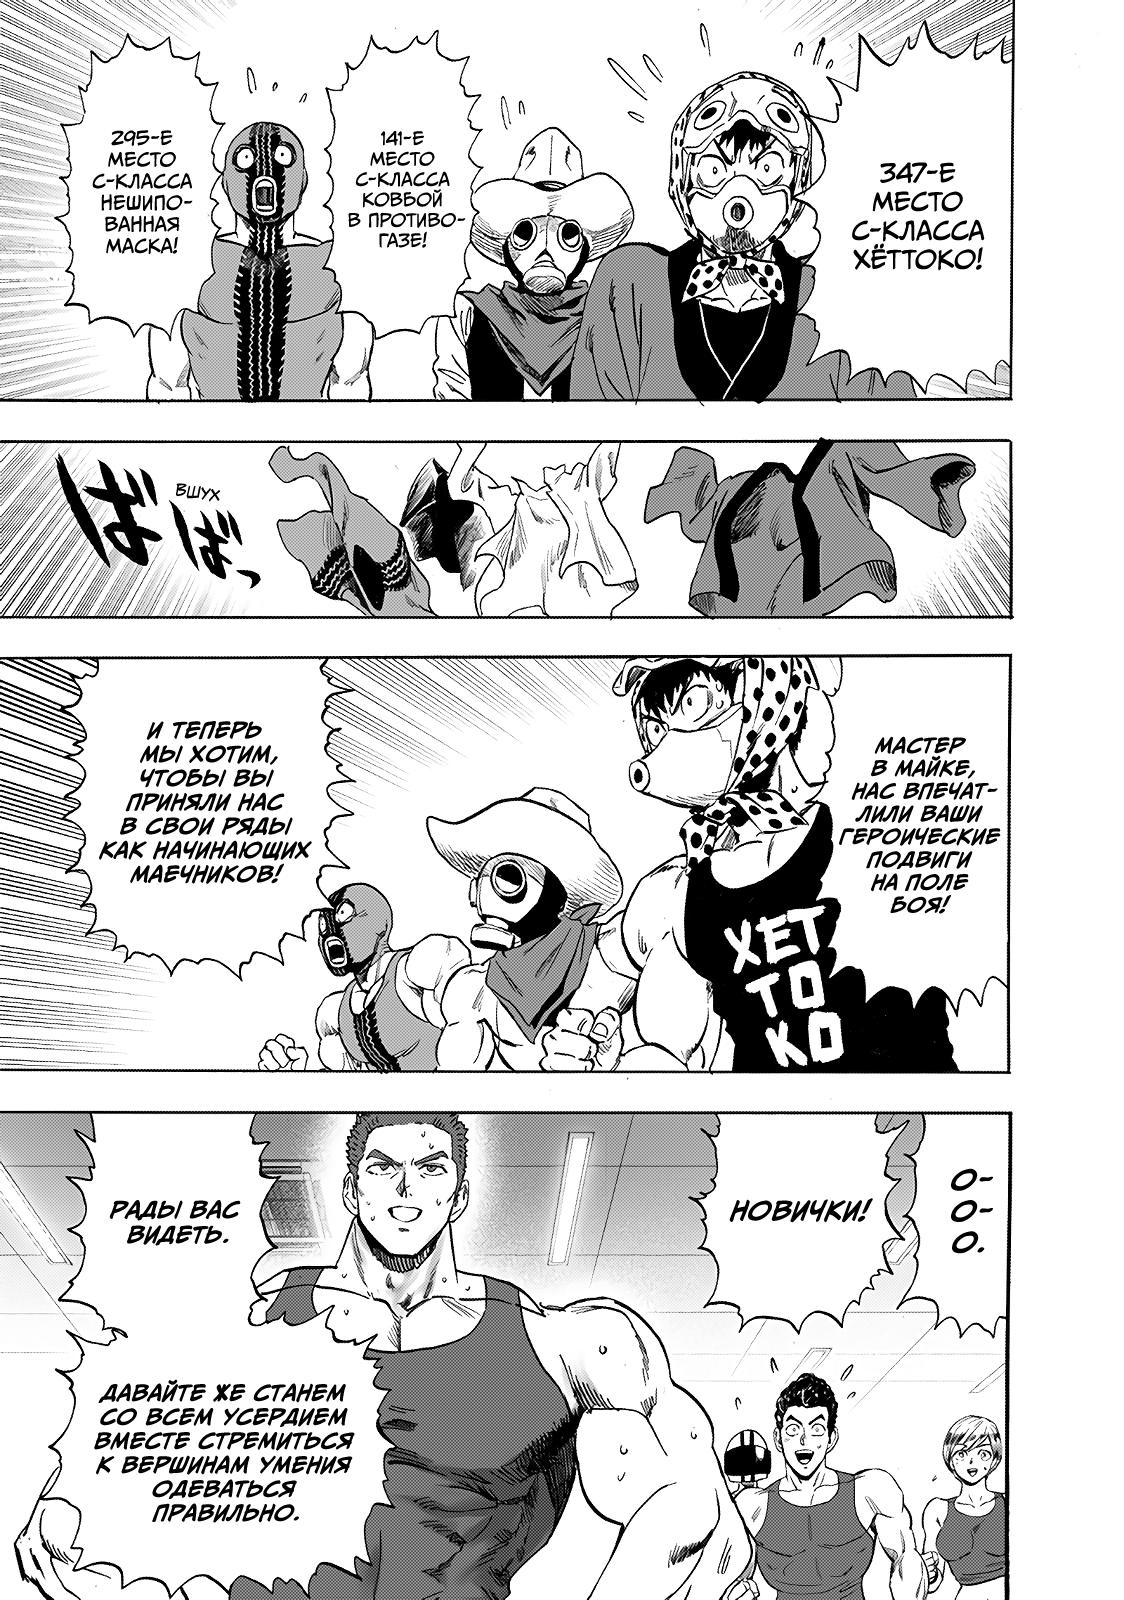 347-Е
МЕСТО
С-КЛАССА
ХЁТТОКО!
141-Е
МЕСТО
С-КЛАССА
КОВБОЙ
В ПРОТИВО-
ГАЗЕ!
295-Е
МЕСТО
С-КЛАССА
НЕШИПО-
ВАННАЯ
МАСКА!
ばばっ
ВШУХ
МАСТЕР
В МАЙКЕ,
НАС ВПЕЧАТ-
ЛИЛИ ВАШИ
ГЕРОИЧЕСКИЕ
ПОДВИГИ
НА ПОЛЕ
БОЯ!
ХЕТ
ТО
КО
И ТЕПЕРЬ
МЫ ХОТИМ,
ЧТОБЫ ВЫ
ПРИНЯЛИ НАС
В СВОИ РЯДЫ
КАК НАЧИНАЮЩИХ
МАЕЧНИКОВ!
О-
О-
О.
НОВИЧКИ!
РАДЫ ВАС
ВИДЕТЬ.
ДАВАЙТЕ ЖЕ СТАНЕМ
СО ВСЕМ УСЕРДИЕМ
ВМЕСТЕ СТРЕМИТЬСЯ
К ВЕРШИНАМ УМЕНИЯ
ОДЕВАТЬСЯ
ПРАВИЛЬНО.